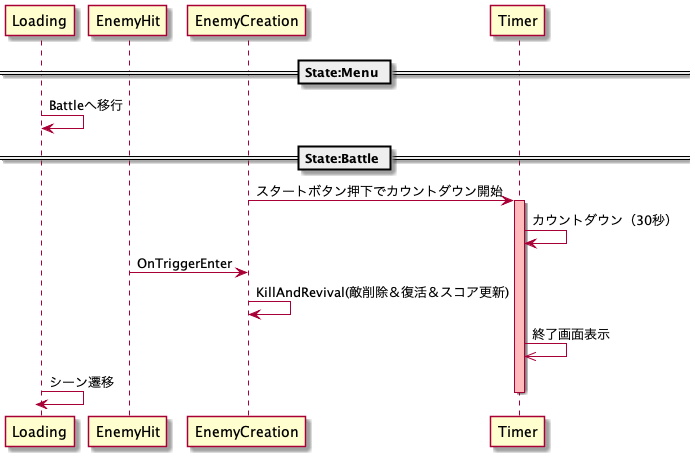 Loading EnemyHit EnemyCreation Timer
State:Menu
Battleへ移行
State:Battle
スタートボタン押下でカウントダウン開始
カウントダウン（30秒）
OnTriggerEnter
KillAndRevival(敵削除＆復活＆スコア更新)
終了画面表示
シーン遷移
Loading EnemyHit EnemyCreation Timer